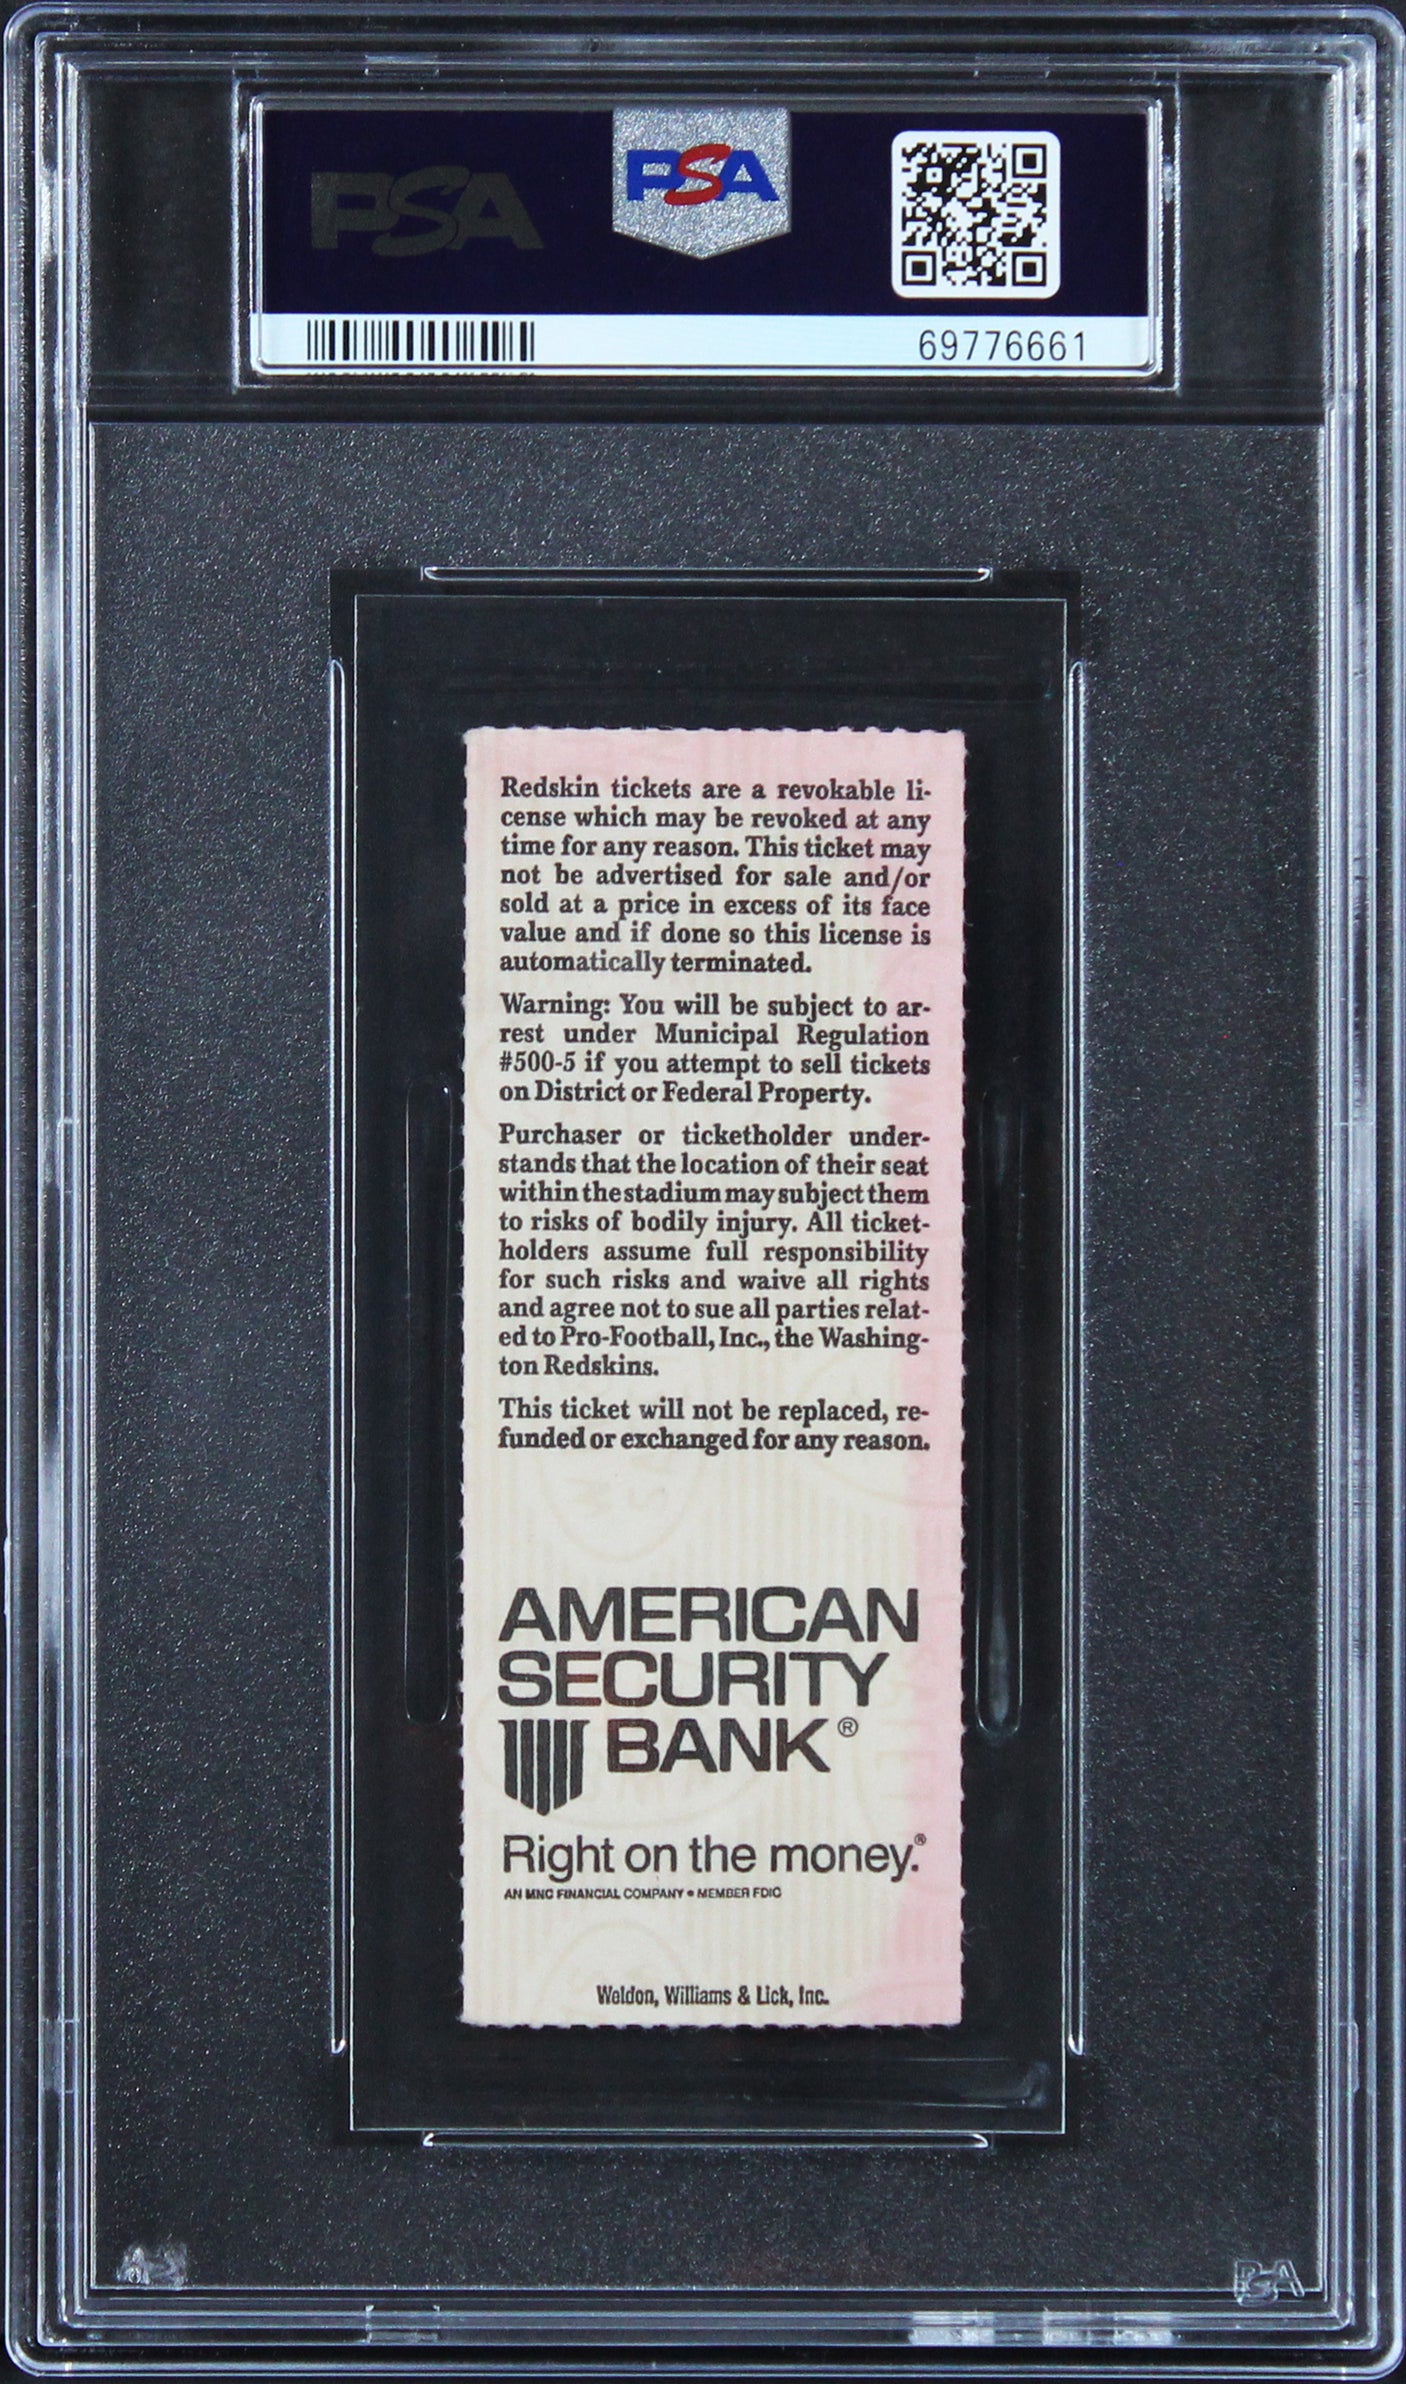 PSA
PSA
69776661
Redskin tickets are a revokable li-
cense which may be revoked at any
time for any reason. This ticket may
not be advertised for sale and/or
sold at a price in excess of its face
value and if done so this license is
automatically terminated.
Warning: You will be subject to ar-
rest under Municipal Regulation
#500-5 if you attempt to sell tickets
on District or Federal Property.
Purchaser or ticketholder under-
stands that the location of their seat
within the stadium may subject them
to risks of bodily injury. All ticket-
holders assume full responsibility
for such risks and waive all rights
and agree not to sue all parties relat-
ed to Pro-Football, Inc., the Washing-
ton Redskins.
This ticket will not be replaced, re-
funded or exchanged for any reason.
AMERICAN
SECURITY
BANK®
Right on the money.®
AN MNC FINANCIAL COMPANY • MEMBER FDIC
Weldon, Williams & Lick, Inc.
PSA